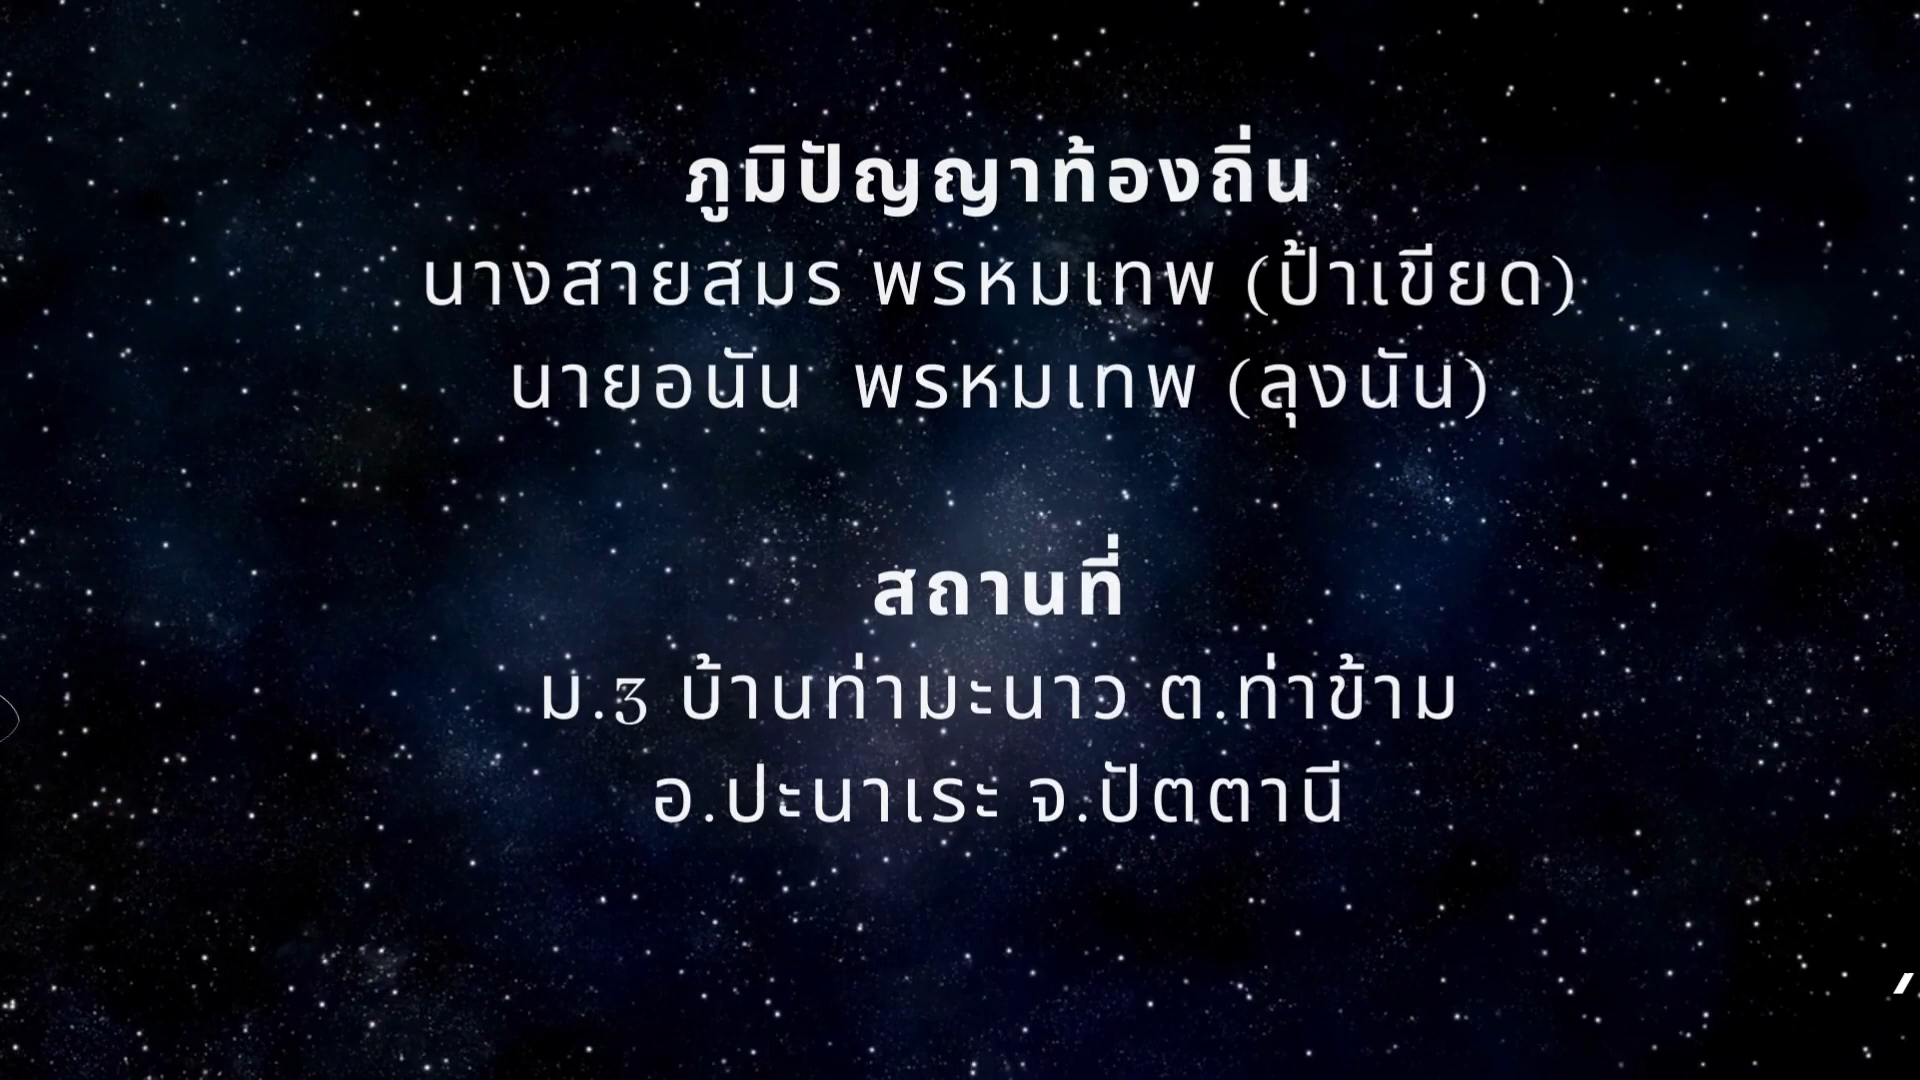 ภูมิปัญญาท้องถิ่น
นางสายสมร พรหมเทพ (ป้าเขียด)
นายอนัน พรหมเทพ (ลุงนัน)
สถานที่
ม.3 บ้านท่ามะนาว ต.ท่าข้าม
อ.ปะนาเระ จ.ปัตตานี